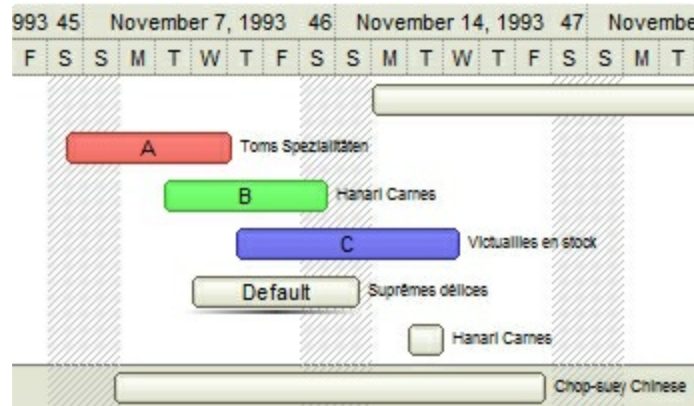 993 45 November 7, 1993 46 November 14, 1993 47 Novembe
F S S M T W T F S S M T W T F S S M T
A Toms Spezialitäten
B Hanari Carnes
C Victuailles en stock
Default Suprêmes délices
Hanari Carnes
Chop-suey Chinese